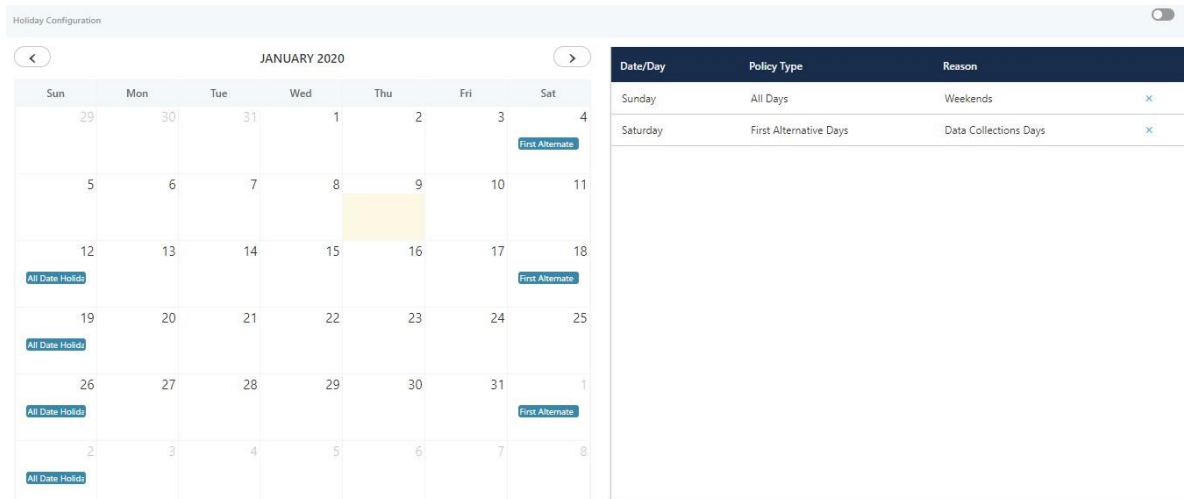 Holiday Configuration
JANUARY 2020
Sun Mon Tue Wed Thu Fri Sat
29 30 31 1 2 3 4
First Alternate
5 6 7 8 9 10 11
12 13 14 15 16 17 18
All Date Holida First Alternate
19 20 21 22 23 24 25
All Date Holida
26 27 28 29 30 31 1
All Date Holida First Alternate
2 3 4 5 6 7 8
All Date Holida
Date/Day Policy Type Reason
Sunday All Days Weekends ×
Saturday First Alternative Days Data Collections Days ×